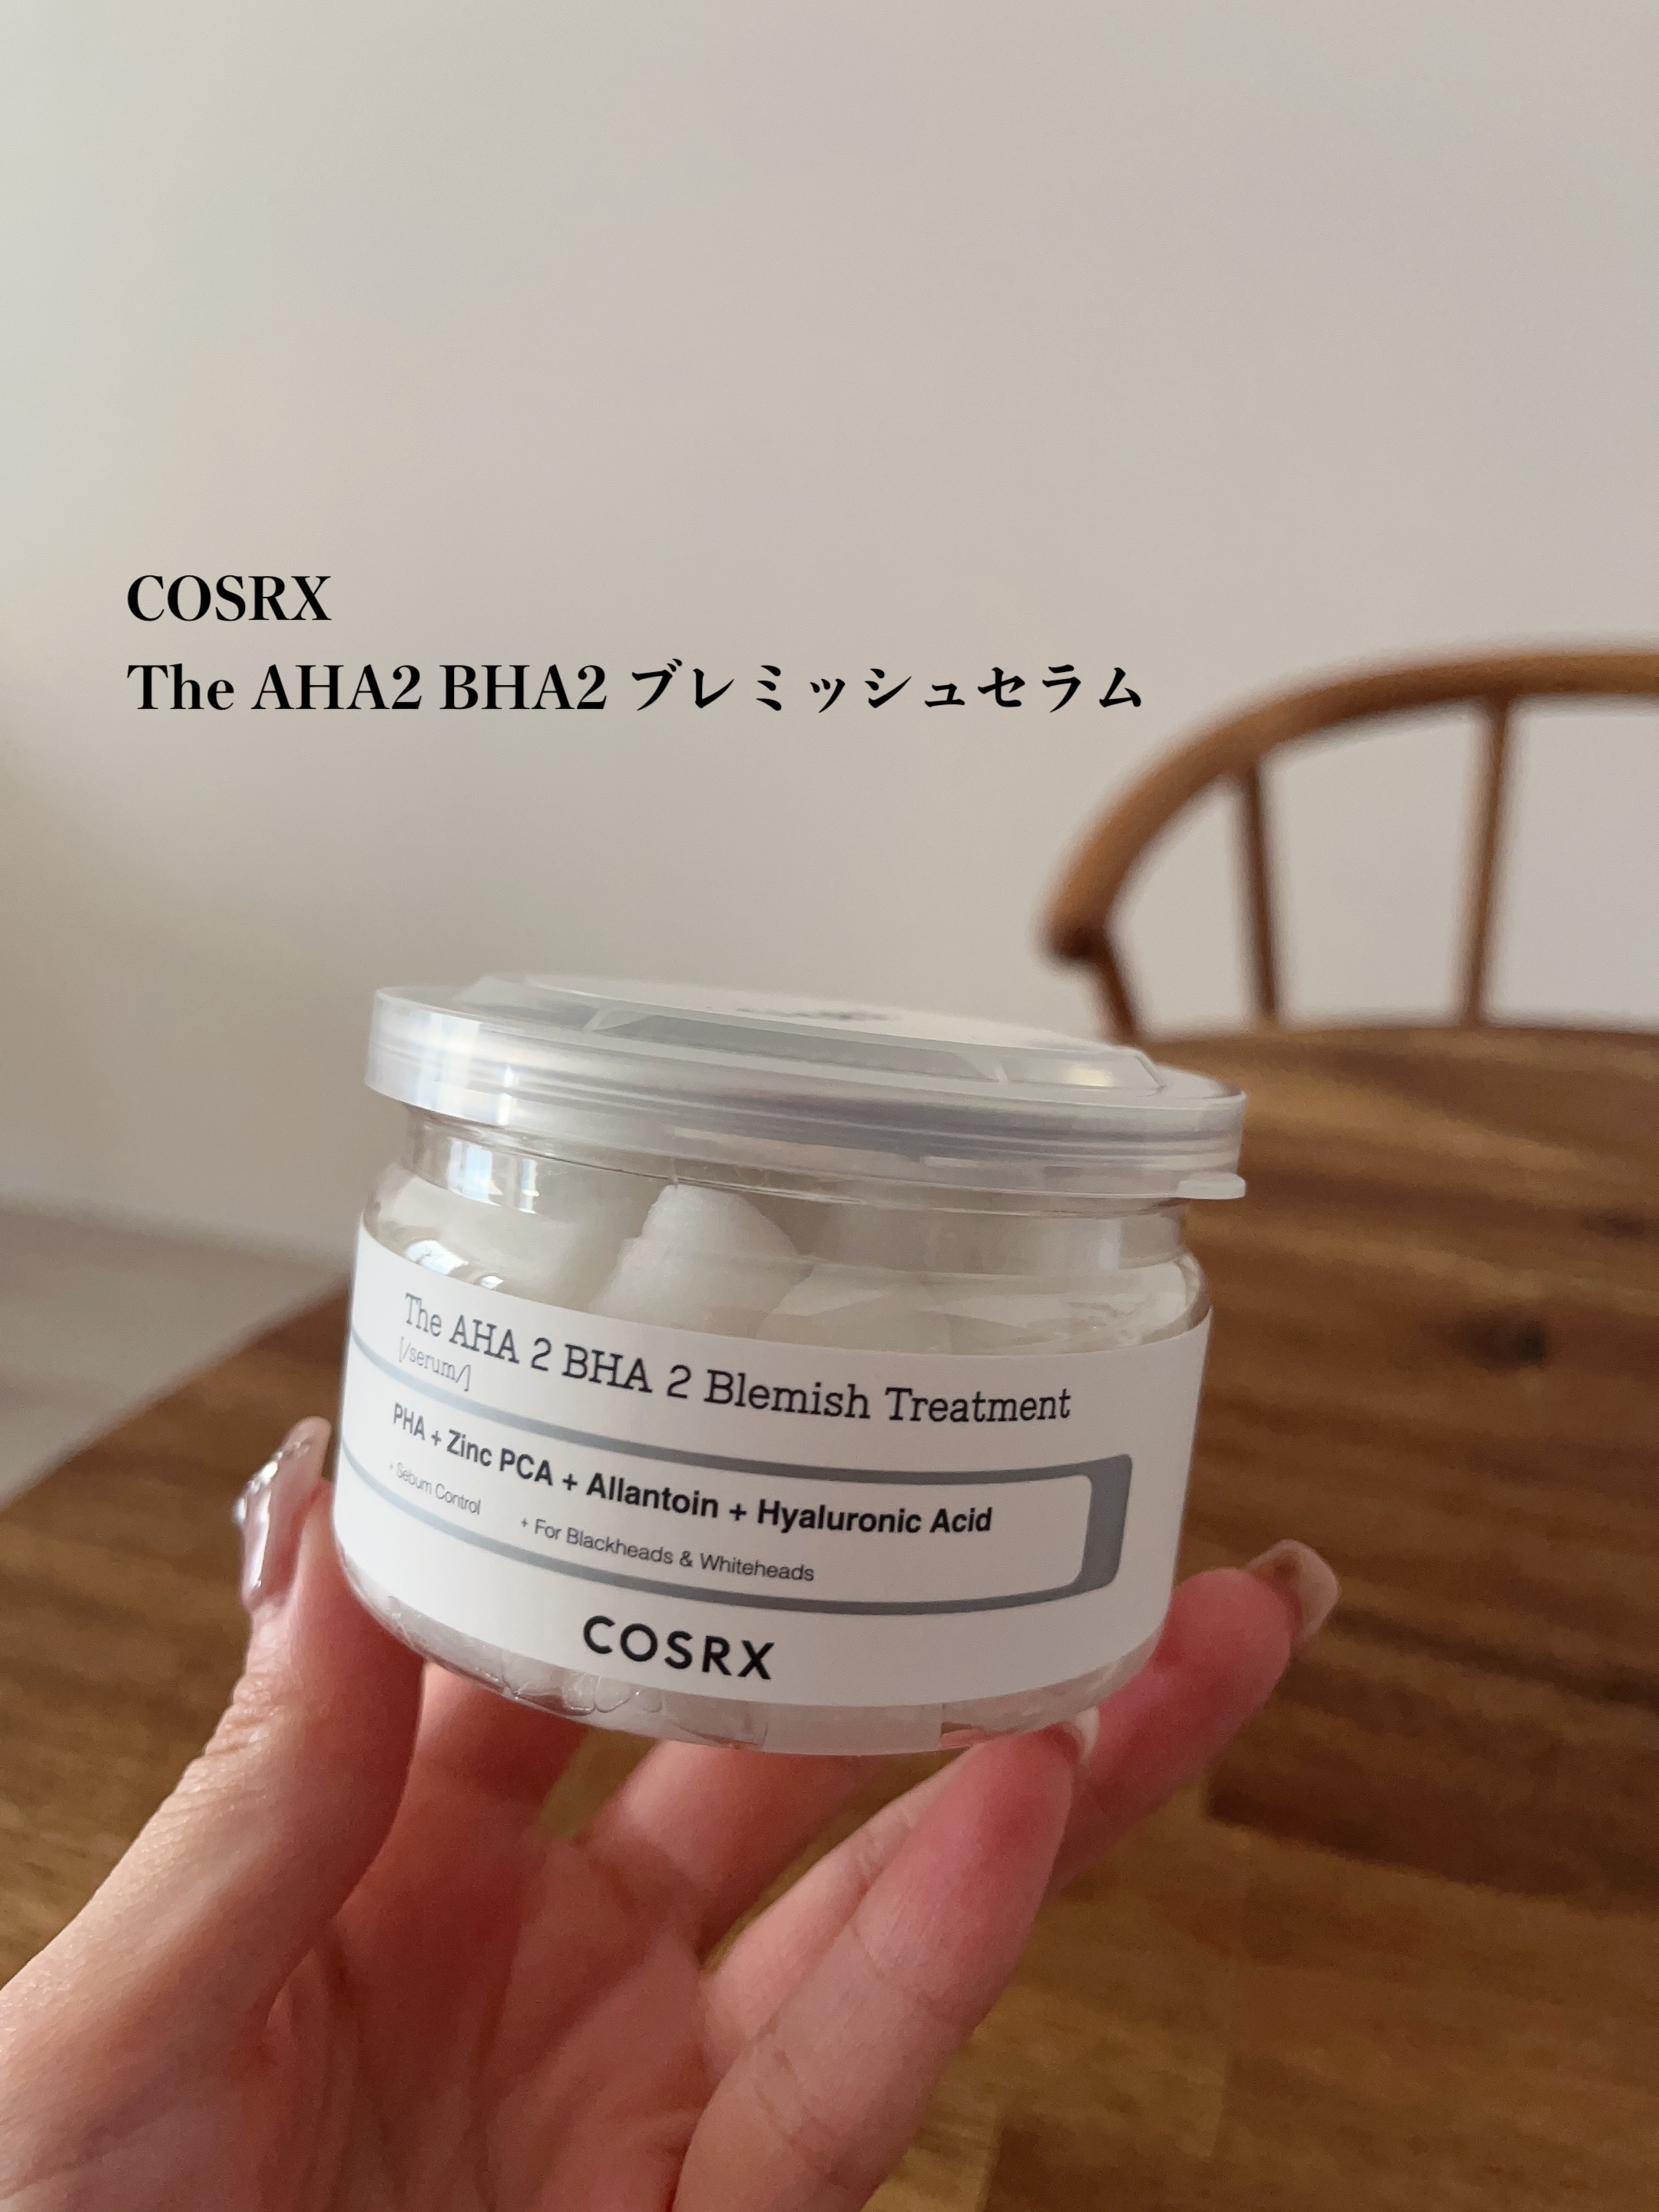 COSRX
The AHA2 BHA2 ブレミッシュセラム
The AHA 2 BHA 2 Blemish Treatment
[/serum/]
PHA + Zinc PCA + Allantoin + Hyaluronic Acid
+ Sebum Control + For Blackheads & Whiteheads
COSRX